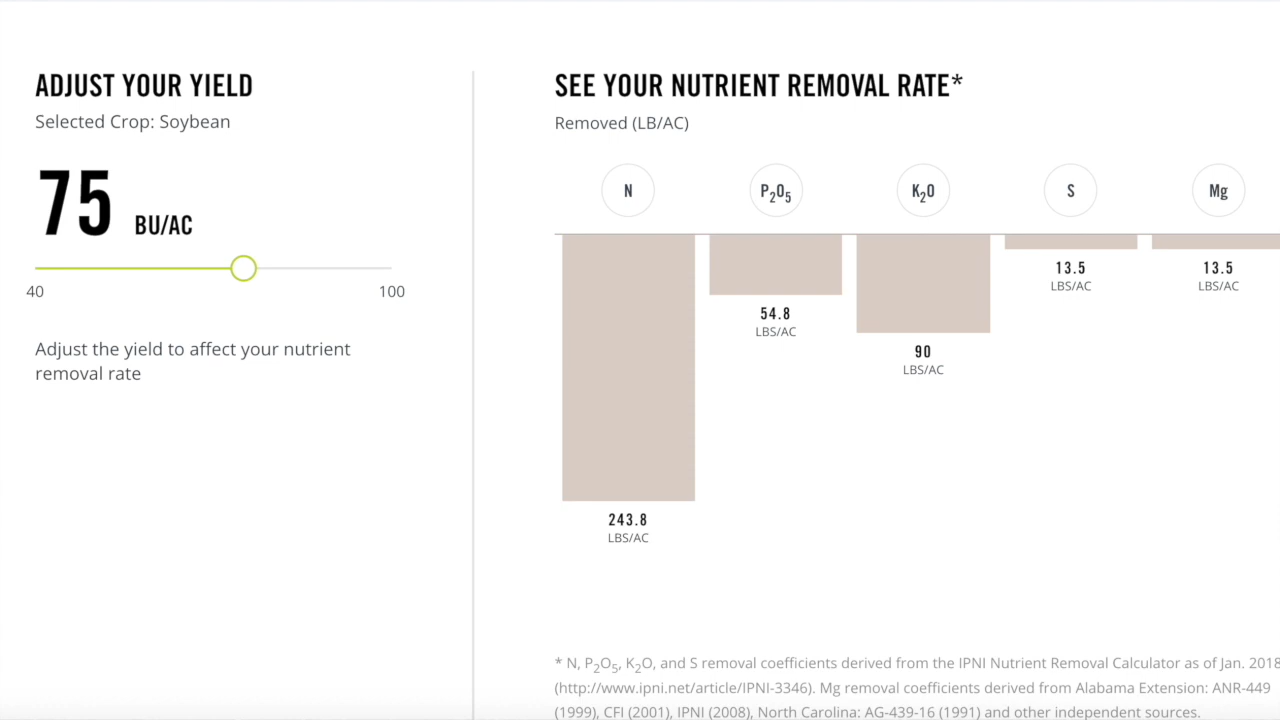 ADJUST YOUR YIELD
Selected Crop: Soybean
75 BU/AC
40 100
Adjust the yield to affect your nutrient
removal rate
SEE YOUR NUTRIENT REMOVAL RATE*
Removed (LB/AC)
N P₂O₅ K₂O S Mg
243.8
LBS/AC
54.8
LBS/AC
90
LBS/AC
13.5
LBS/AC
13.5
LBS/AC
* N, P₂O₅, K₂O, and S removal coefficients derived from the IPNI Nutrient Removal Calculator as of Jan. 2018
(http://www.ipni.net/article/IPNI-3346). Mg removal coefficients derived from Alabama Extension: ANR-449
(1999), CFI (2001), IPNI (2008), North Carolina: AG-439-16 (1991) and other independent sources.